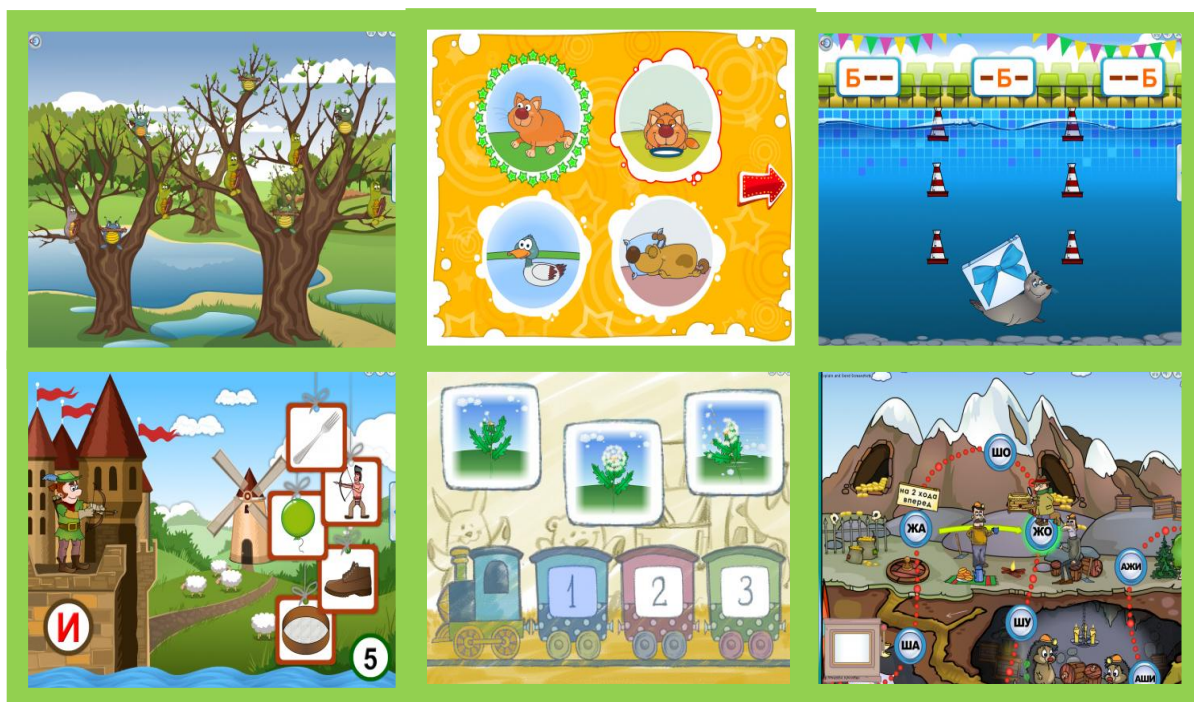 Б--
-Б-
--Б
И
5
1
2
3
ШО
на 2 хода
вперед
ЖА
ЖО
АЖИ
ШУ
ША
АШИ